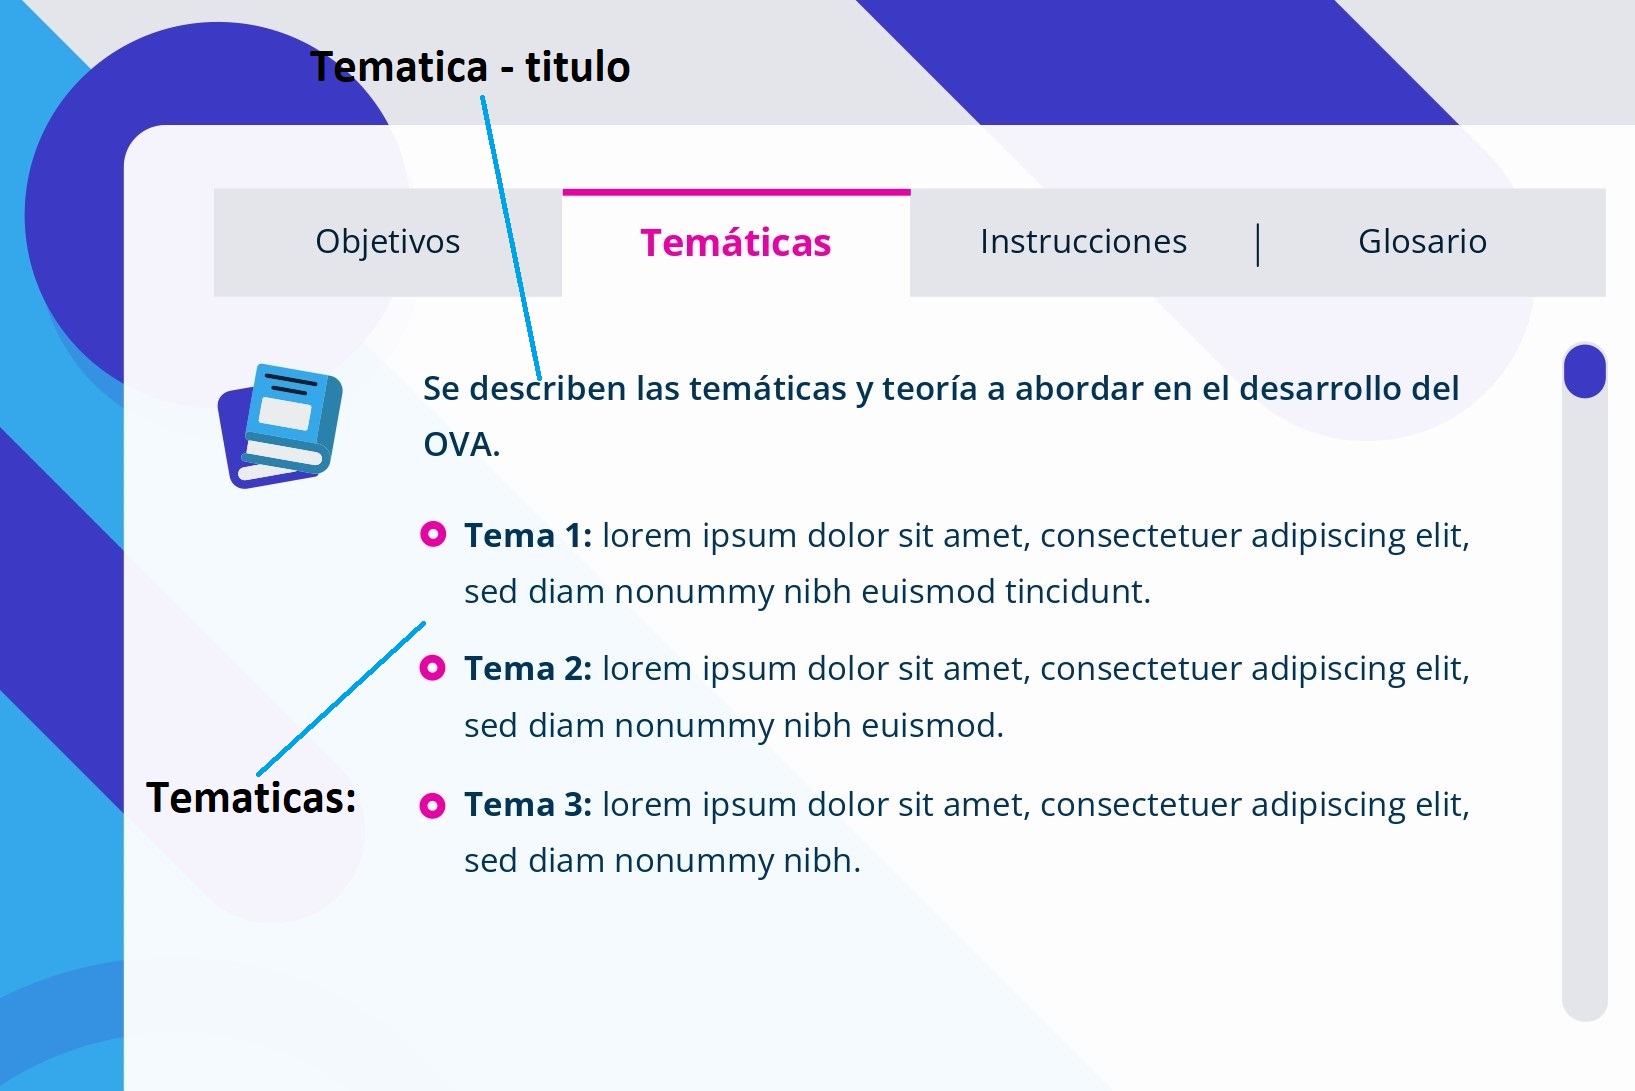 Tematica - titulo
Objetivos
Temáticas
Instrucciones | Glosario
Se describen las temáticas y teoría a abordar en el desarrollo del
OVA.
Tema 1: lorem ipsum dolor sit amet, consectetuer adipiscing elit,
sed diam nonummy nibh euismod tincidunt.
Tema 2: lorem ipsum dolor sit amet, consectetuer adipiscing elit,
sed diam nonummy nibh euismod.
Tematicas:
Tema 3: lorem ipsum dolor sit amet, consectetuer adipiscing elit,
sed diam nonummy nibh.